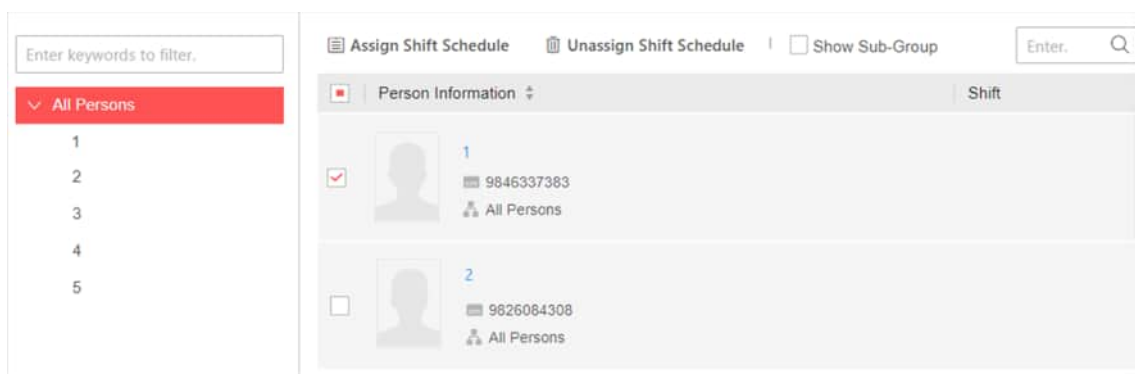 Enter keywords to filter.
All Persons
1
2
3
4
5
Assign Shift Schedule Unassign Shift Schedule Show Sub-Group Enter.
Person Information Shift
1
9846337383
All Persons
2
9826084308
All Persons